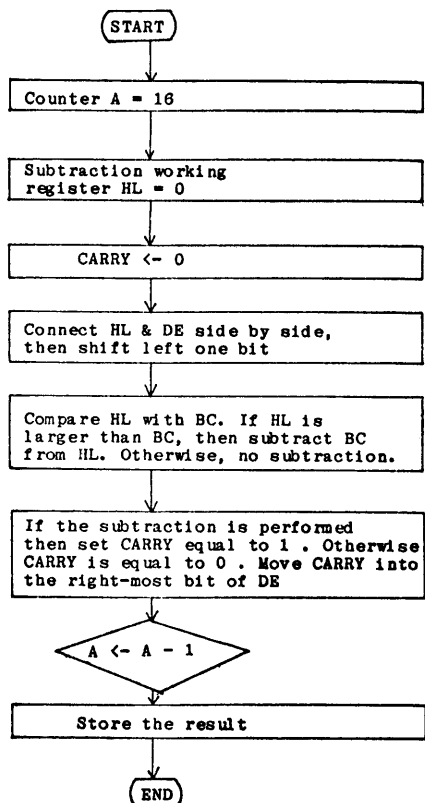 START
Counter A = 16
Subtraction working
register HL = 0
CARRY <- 0
Connect HL & DE side by side,
then shift left one bit
Compare HL with BC. If HL is
larger than BC, then subtract BC
from HL. Otherwise, no subtraction.
If the subtraction is performed
then set CARRY equal to 1 . Otherwise
CARRY is equal to 0 . Move CARRY into
the right-most bit of DE
A <- A - 1
Store the result
END